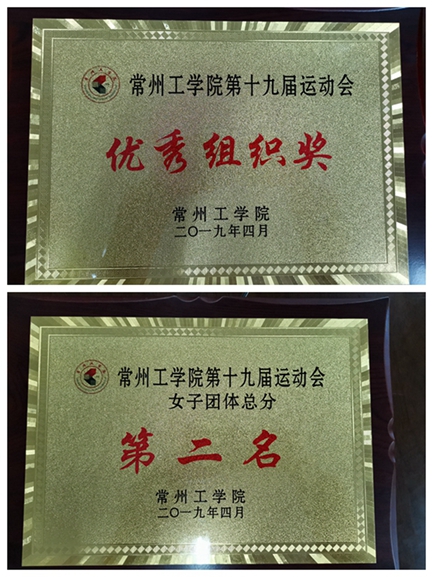 常州工学院第十九届运动会
优秀组织奖
常州工学院
二〇一九年四月
常州工学院第十九届运动会
女子团体总分
第二名
常州工学院
二〇一九年四月